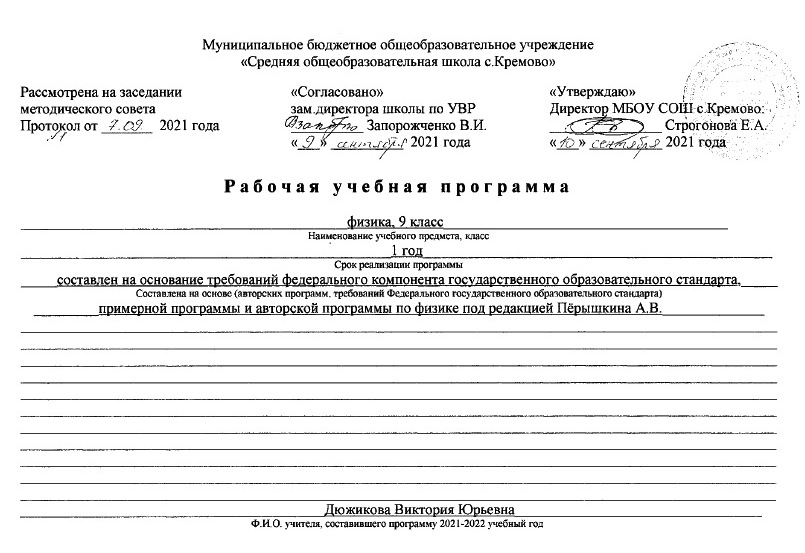 Муниципальное бюджетное общеобразовательное учреждение
«Средняя общеобразовательная школа с.Кремово»
Рассмотрена на заседании
методического совета
Протокол от 7.09 2021 года
№1
«Согласовано»
зам.директора школы по УВР
Запорожченко В.И.
« 9 » сентября 2021 года
«Утверждаю»
Директор МБОУ СОШ с.Кремово:
Строгонова Е.А.
« 10 » сентября 2021 года
Рабочая учебная программа
физика, 9 класс
Наименование учебного предмета, класс
1 год
Срок реализации программы
составлен на основание требований федерального компонента государственного образовательного стандарта,
Составлена на основе (авторских программ, требований Федерального государственного образовательного стандарта)
примерной программы и авторской программы по физике под редакцией Пёрышкина А.В.
Дюжикова Виктория Юрьевна
Ф.И.О. учителя, составившего программу 2021-2022 учебный год